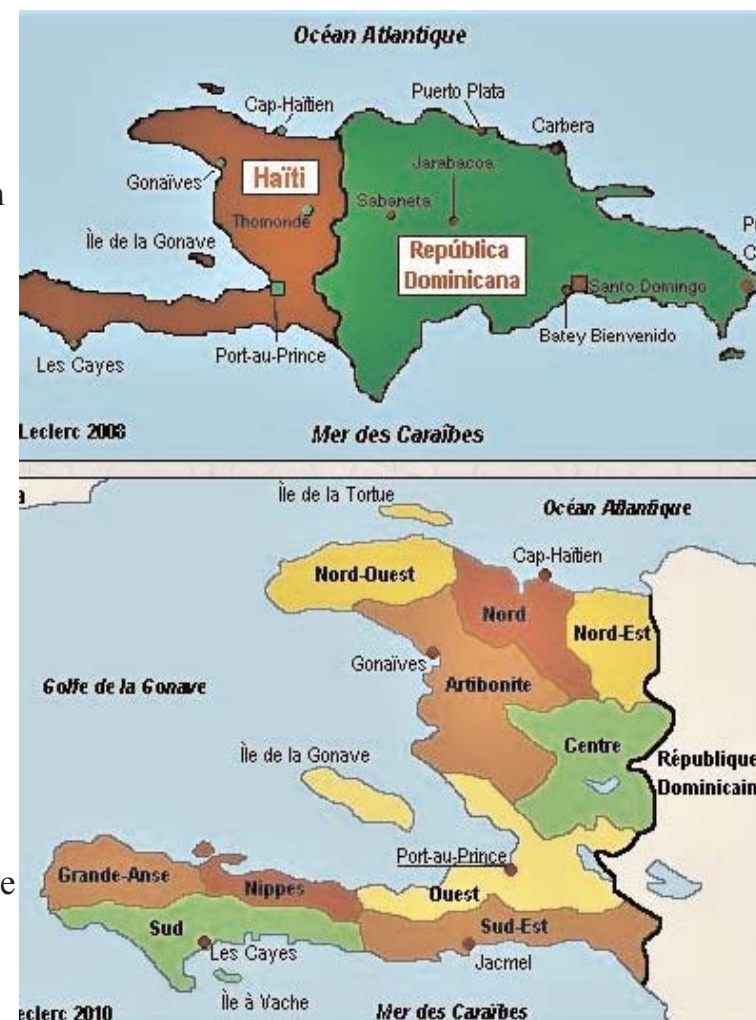 Océan Atlantique
Puerto Plata
Cap-Haïtien
Carbera
Jarabacoa
Gonaïves
Haïti
Sabaneta
Thomonde
Île de la Gonave
República
Dominicana
Santo Domingo
Batey Bienvenido
Port-au-Prince
Les Cayes
Leclerc 2008
Mer des Caraïbes
Île de la Tortue
Océan Atlantique
Cap-Haïtien
Nord-Ouest
Nord
Nord-Est
Gonaïves
Artibonite
Golfe de la Gonave
Centre
Île de la Gonave
République
Dominicain
Port-au-Prince
Grande-Anse
Nippes
Ouest
Sud
Sud-Est
Les Cayes
Jacmel
Île à Vache
eclerc 2010
Mer des Caraïbes